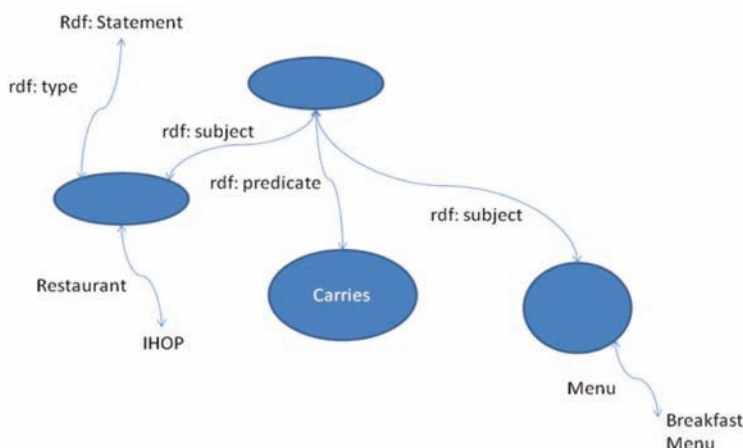 Rdf: Statement
rdf: type
rdf: subject
rdf: predicate
rdf: subject
Restaurant
Carries
IHOP
Menu
Breakfast
Menu